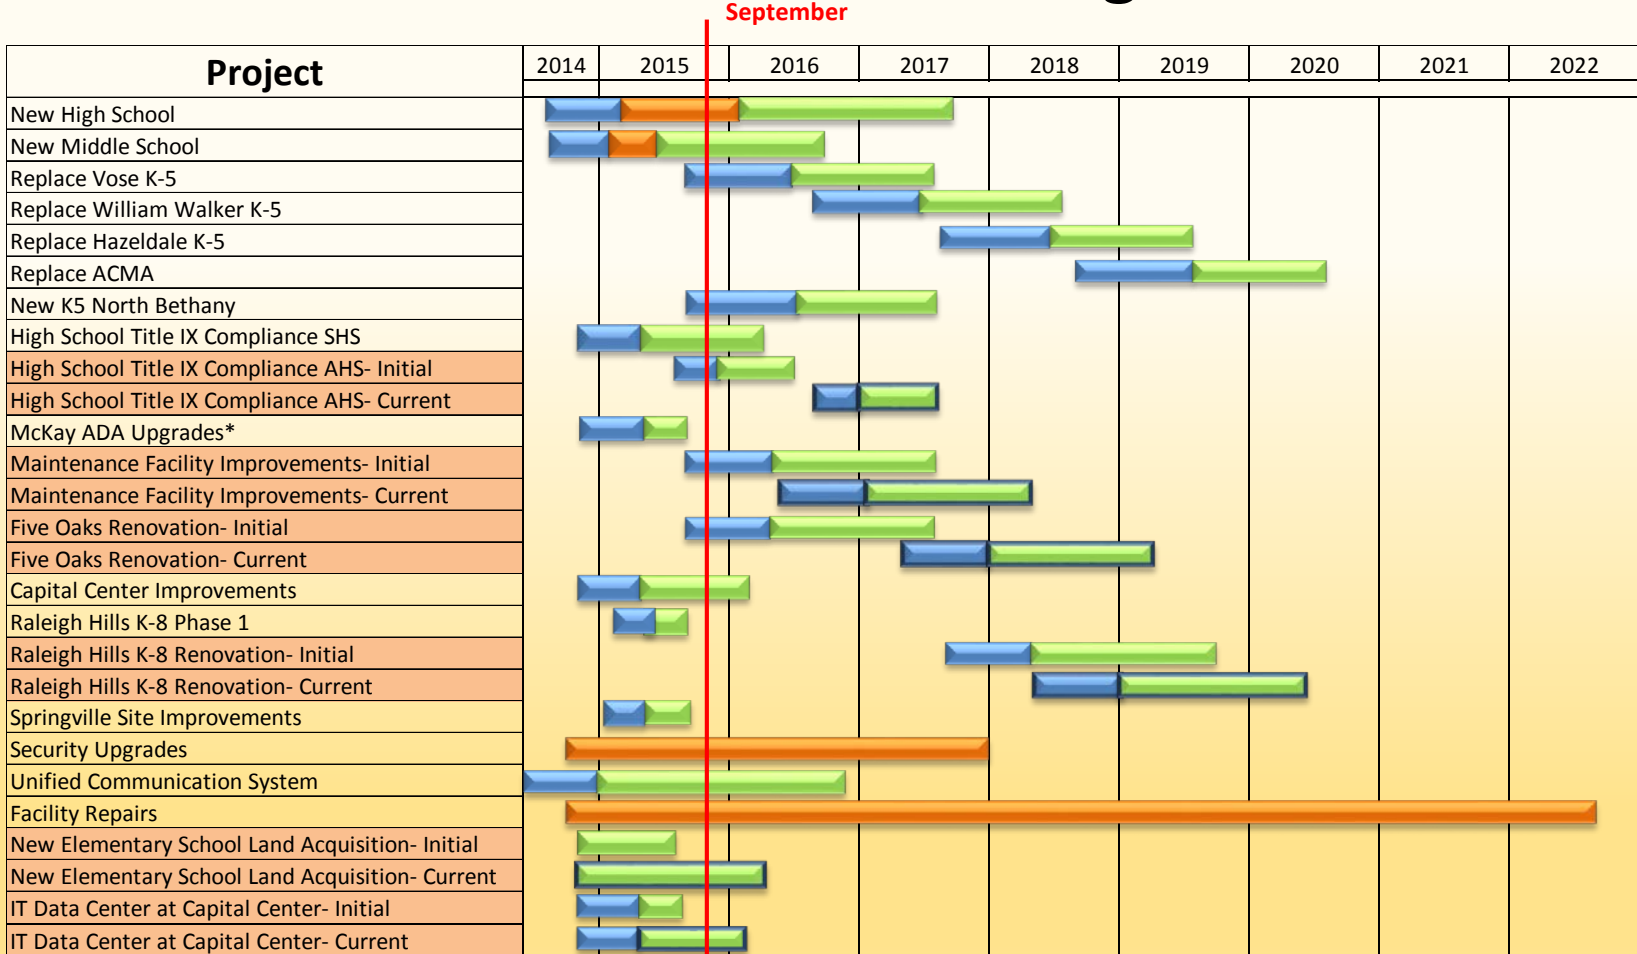 September
Project 2014 2015 2016 2017 2018 2019 2020 2021 2022
New High School
New Middle School
Replace Vose K-5
Replace William Walker K-5
Replace Hazeldale K-5
Replace ACMA
New K5 North Bethany
High School Title IX Compliance SHS
High School Title IX Compliance AHS- Initial
High School Title IX Compliance AHS- Current
McKay ADA Upgrades*
Maintenance Facility Improvements- Initial
Maintenance Facility Improvements- Current
Five Oaks Renovation- Initial
Five Oaks Renovation- Current
Capital Center Improvements
Raleigh Hills K-8 Phase 1
Raleigh Hills K-8 Renovation- Initial
Raleigh Hills K-8 Renovation- Current
Springville Site Improvements
Security Upgrades
Unified Communication System
Facility Repairs
New Elementary School Land Acquisition- Initial
New Elementary School Land Acquisition- Current
IT Data Center at Capital Center- Initial
IT Data Center at Capital Center- Current